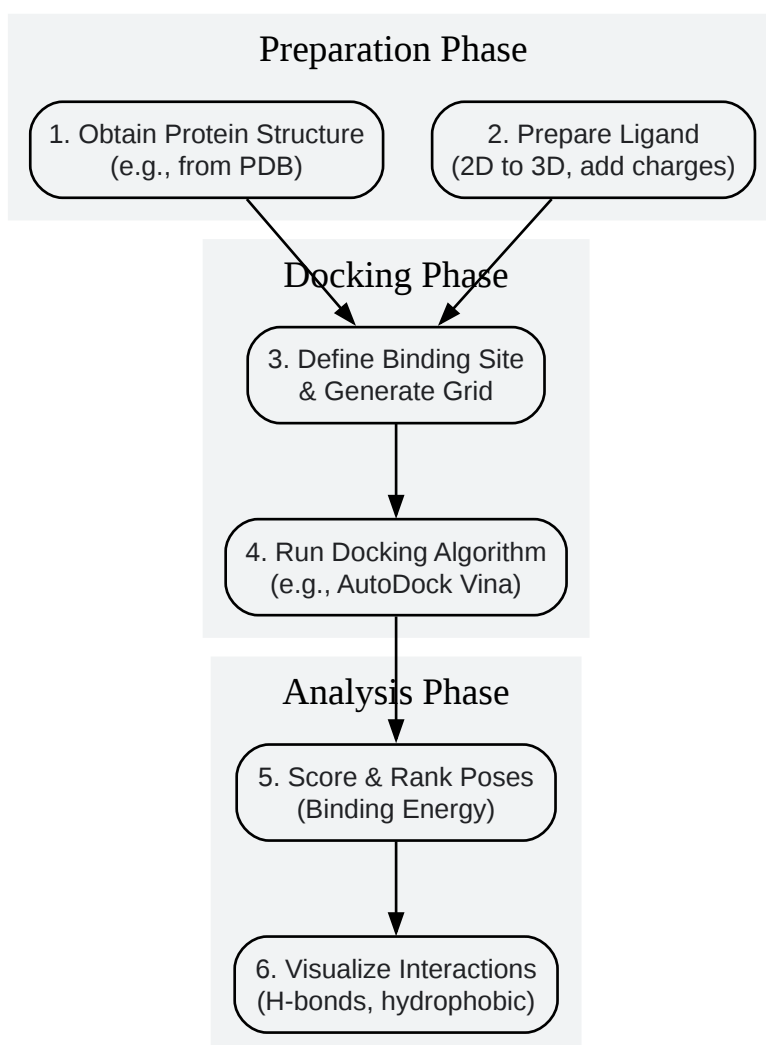 Preparation Phase
1. Obtain Protein Structure
(e.g., from PDB)
2. Prepare Ligand
(2D to 3D, add charges)
Docking Phase
3. Define Binding Site
& Generate Grid
4. Run Docking Algorithm
(e.g., AutoDock Vina)
Analysis Phase
5. Score & Rank Poses
(Binding Energy)
6. Visualize Interactions
(H-bonds, hydrophobic)